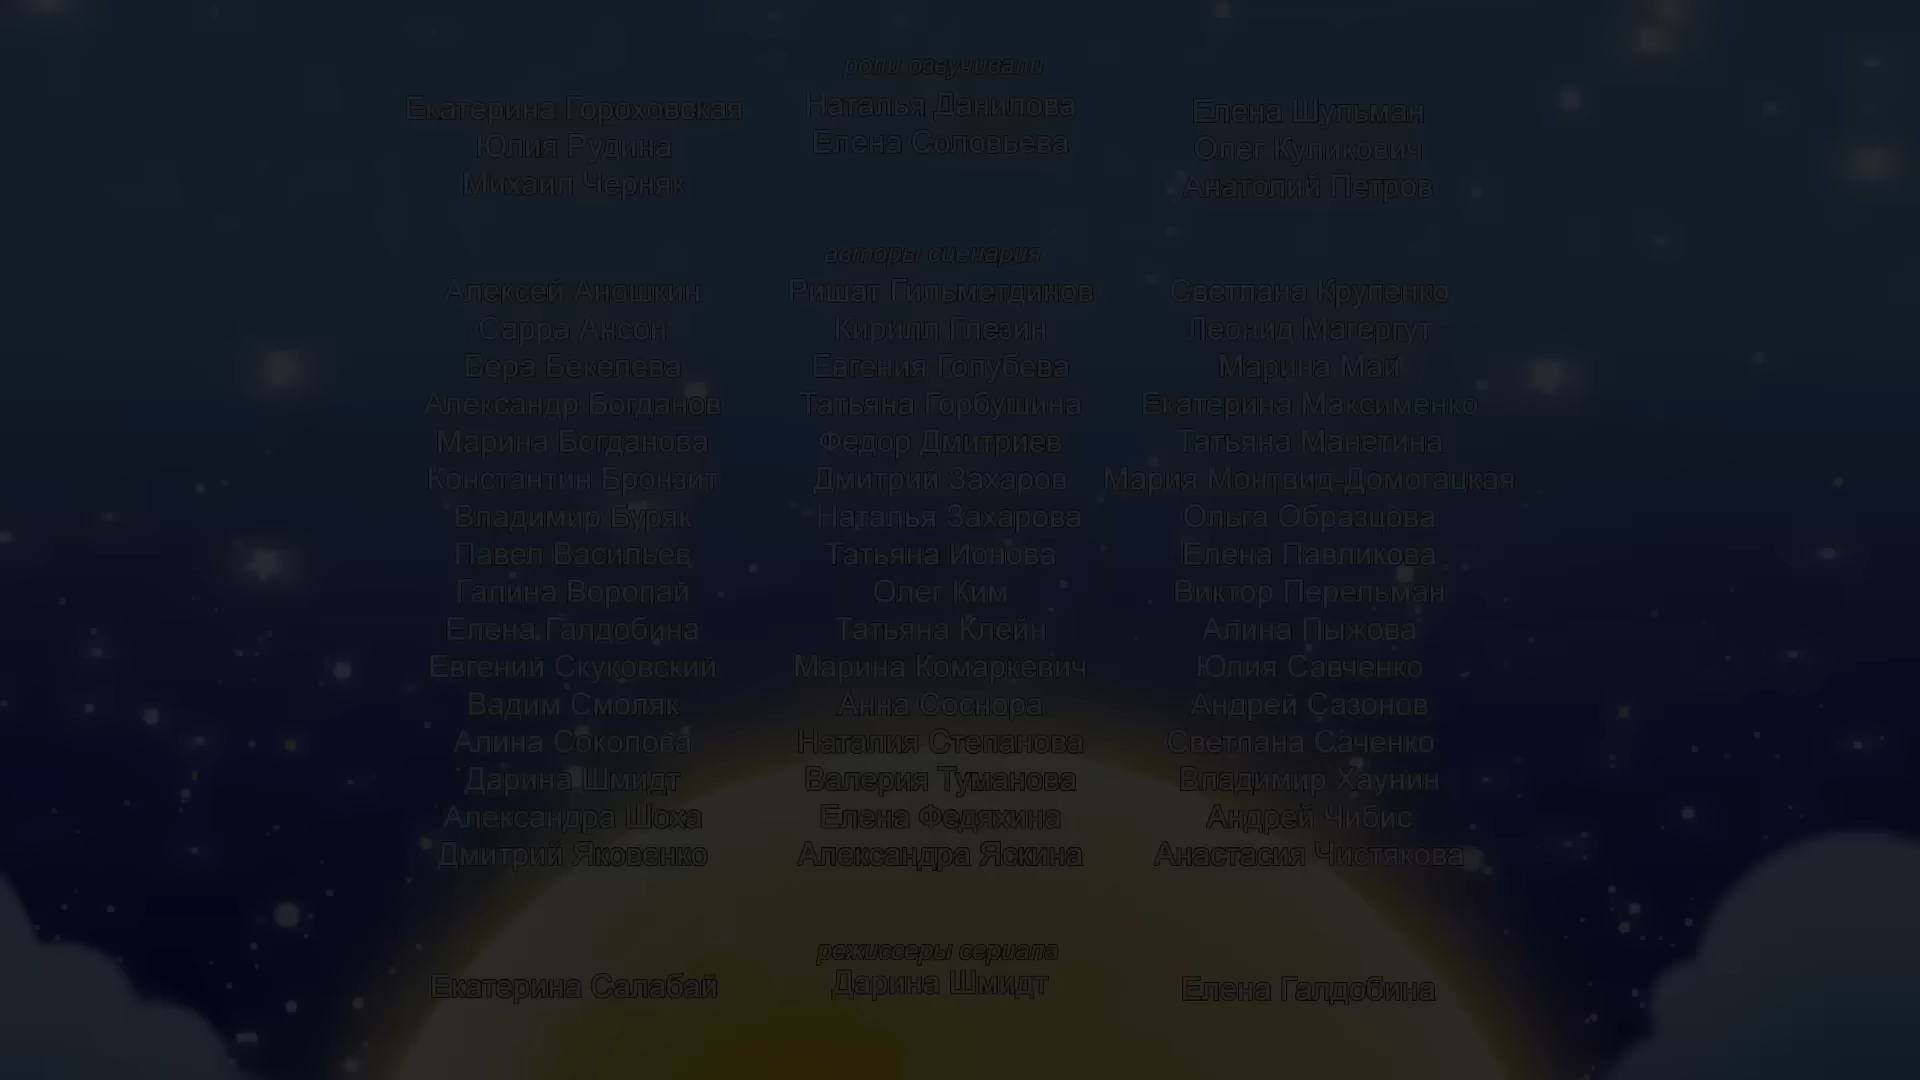 роли озвучивали
Екатерина Гороховская
Юлия Рудина
Михаил Черняк
Наталья Данилова
Елена Соловьева
Елена Шульман
Олег Куликович
Анатолий Петров
авторы сценария
Алексей Аношкин
Сарра Ансон
Вера Бекелева
Александр Богданов
Марина Богданова
Константин Бронзит
Владимир Буряк
Павел Васильев
Галина Воропай
Елена Галдобина
Евгений Скуковский
Вадим Смоляк
Алина Соколова
Дарина Шмидт
Александра Шоха
Дмитрий Яковенко
Ришат Гильметдинов
Кирилл Глезин
Евгения Голубева
Татьяна Горбушина
Федор Дмитриев
Дмитрий Захаров
Наталья Захарова
Татьяна Ионова
Олег Ким
Татьяна Клейн
Марина Комаркевич
Анна Соснора
Наталия Степанова
Валерия Туманова
Елена Федяхина
Александра Яскина
Светлана Крупенко
Леонид Магергут
Марина Май
Екатерина Максименко
Татьяна Манетина
Мария Монтвид-Домогацкая
Ольга Образцова
Елена Павликова
Виктор Перельман
Алина Пыжова
Юлия Савченко
Андрей Сазонов
Светлана Саченко
Владимир Хаунин
Андрей Чибис
Анастасия Чистякова
режиссеры сериала
Екатерина Салабай
Дарина Шмидт
Елена Галдобина